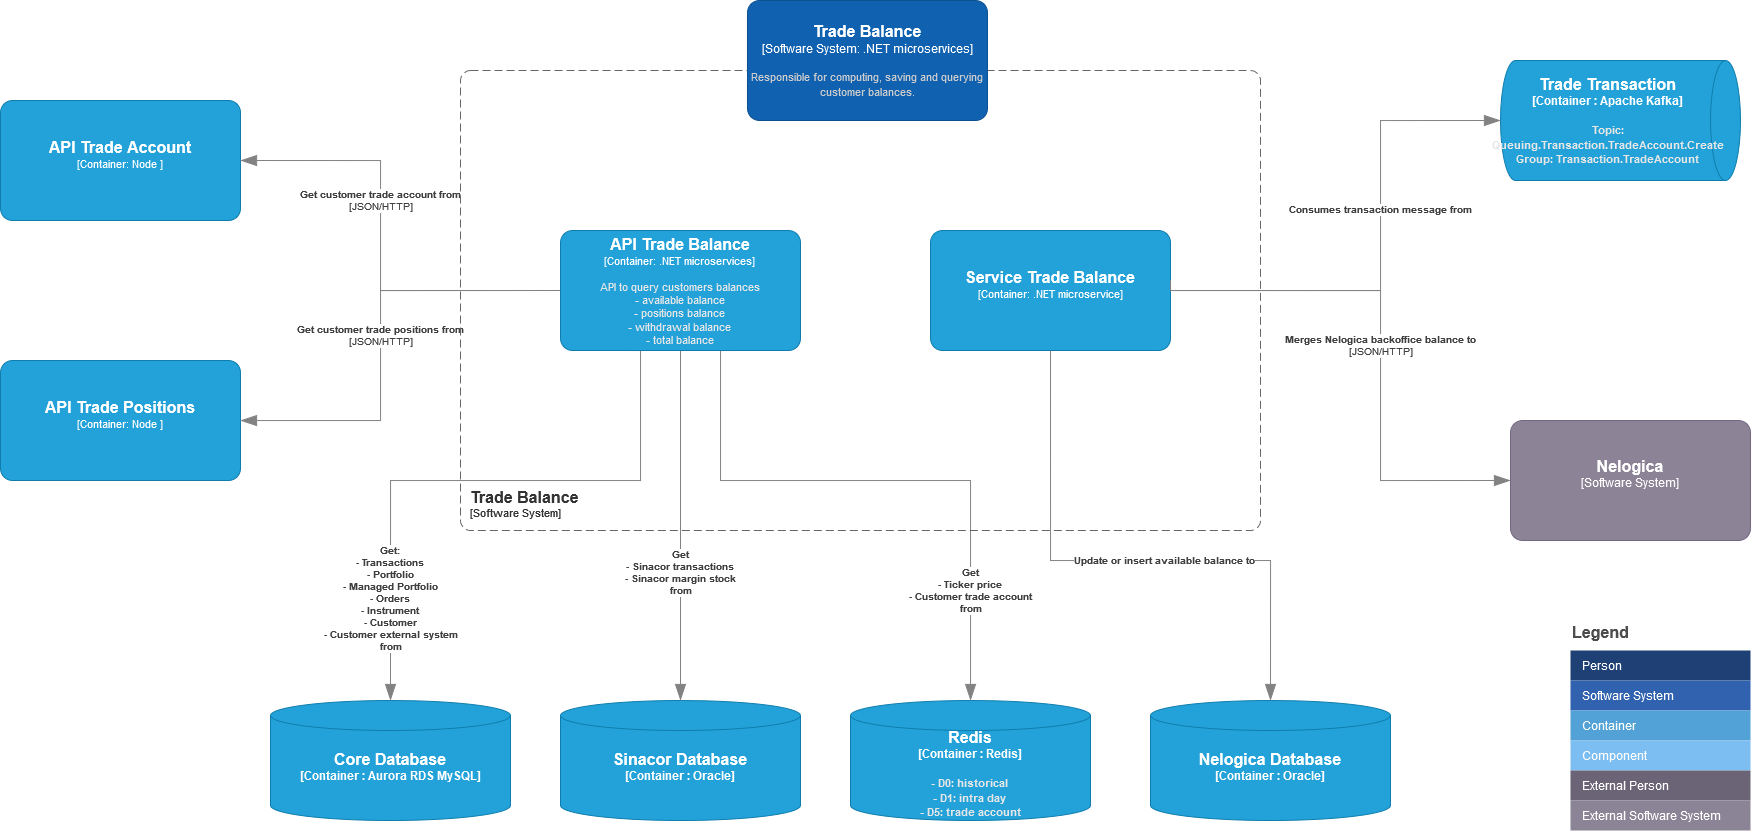 Trade Balance
[Software System: .NET microservices]
Responsible for computing, saving and querying
customer balances.
API Trade Account
[Container: Node ]
Trade Transaction
[Container : Apache Kafka]
Topic:
Queuing.Transaction.TradeAccount.Create
Group: Transaction.TradeAccount
Get customer trade account from
[JSON/HTTP]
Consumes transaction message from
API Trade Balance
[Container: .NET microservices]
API to query customers balances
- available balance
- positions balance
- withdrawal balance
- total balance
Service Trade Balance
[Container: .NET microservice]
Get customer trade positions from
[JSON/HTTP]
Merges Nelogica backoffice balance to
[JSON/HTTP]
API Trade Positions
[Container: Node ]
Nelogica
[Software System]
Trade Balance
[Software System]
Get:
- Transactions
- Portfolio
- Managed Portfolio
- Orders
- Instrument
- Customer
- Customer external system
from
Get
- Sinacor transactions
- Sinacor margin stock
from
Get
- Ticker price
- Customer trade account
from
Update or insert available balance to
Core Database
[Container : Aurora RDS MySQL]
Sinacor Database
[Container : Oracle]
Redis
[Container : Redis]
- D0: historical
- D1: intra day
- D5: trade account
Nelogica Database
[Container : Oracle]
Legend
Person
Software System
Container
Component
External Person
External Software System